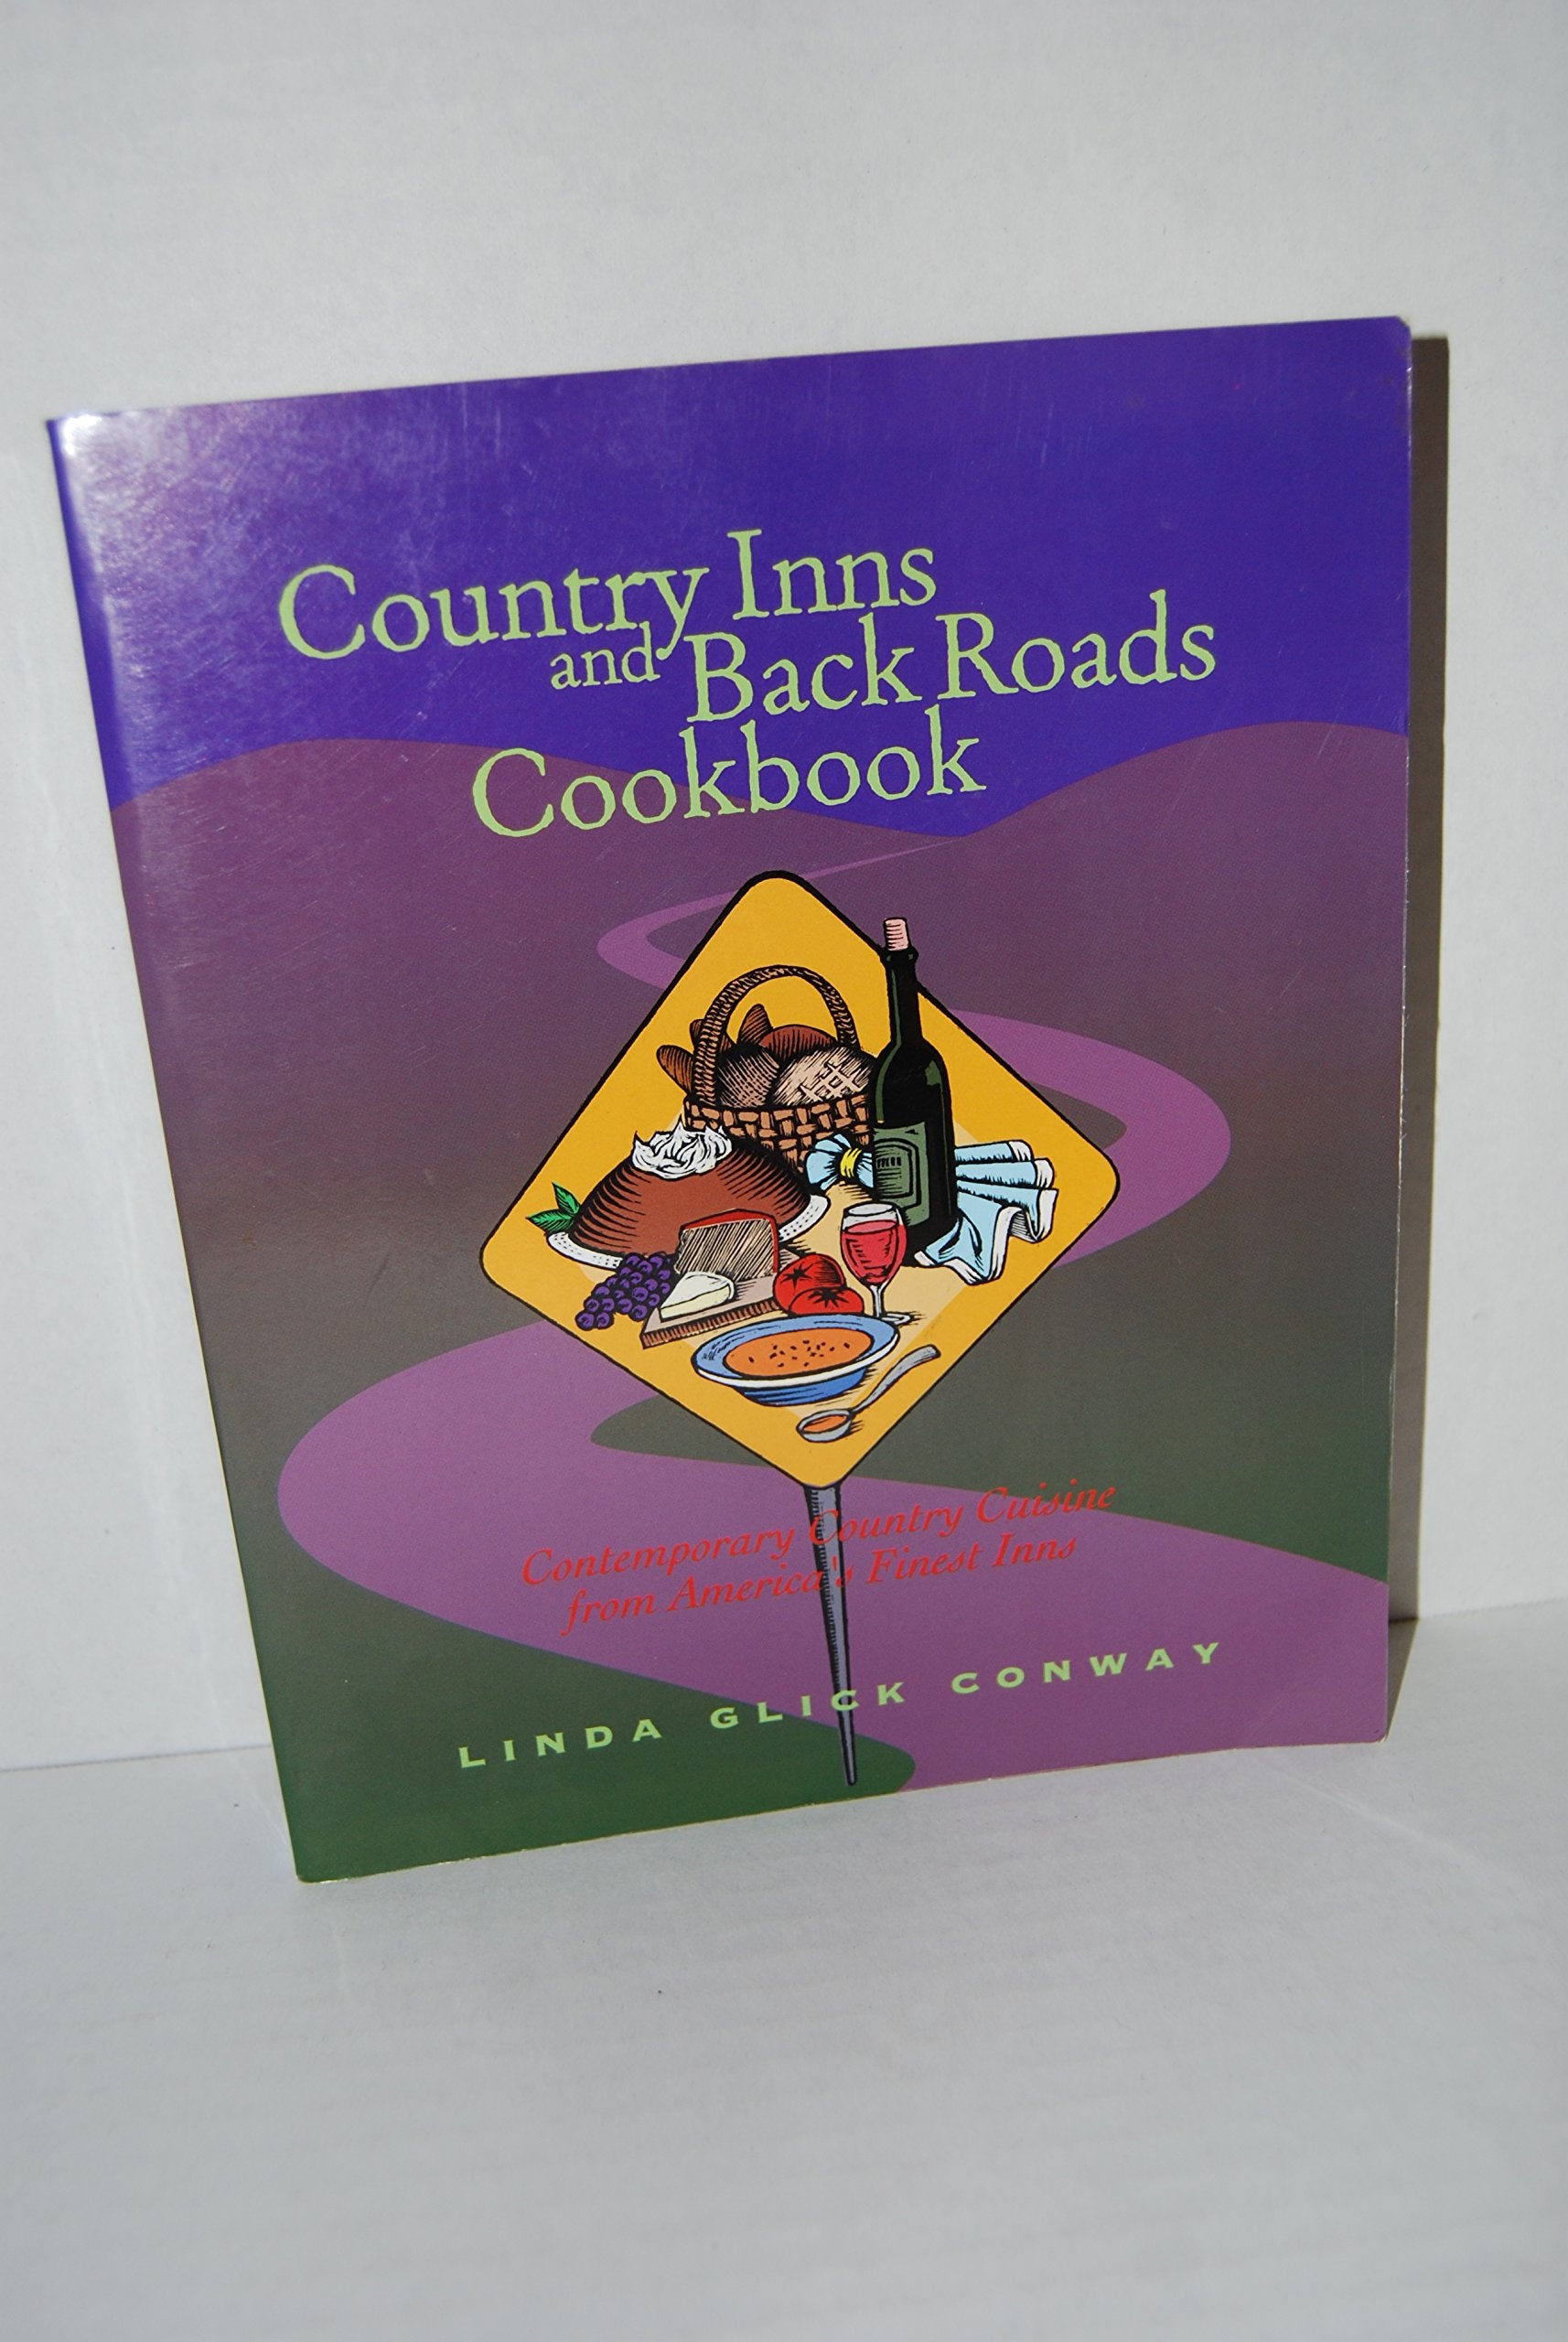 Country Inns
and Back Roads
Cookbook
Contemporary Country Cuisine
from America's Finest Inns
LINDA GLICK CONWAY